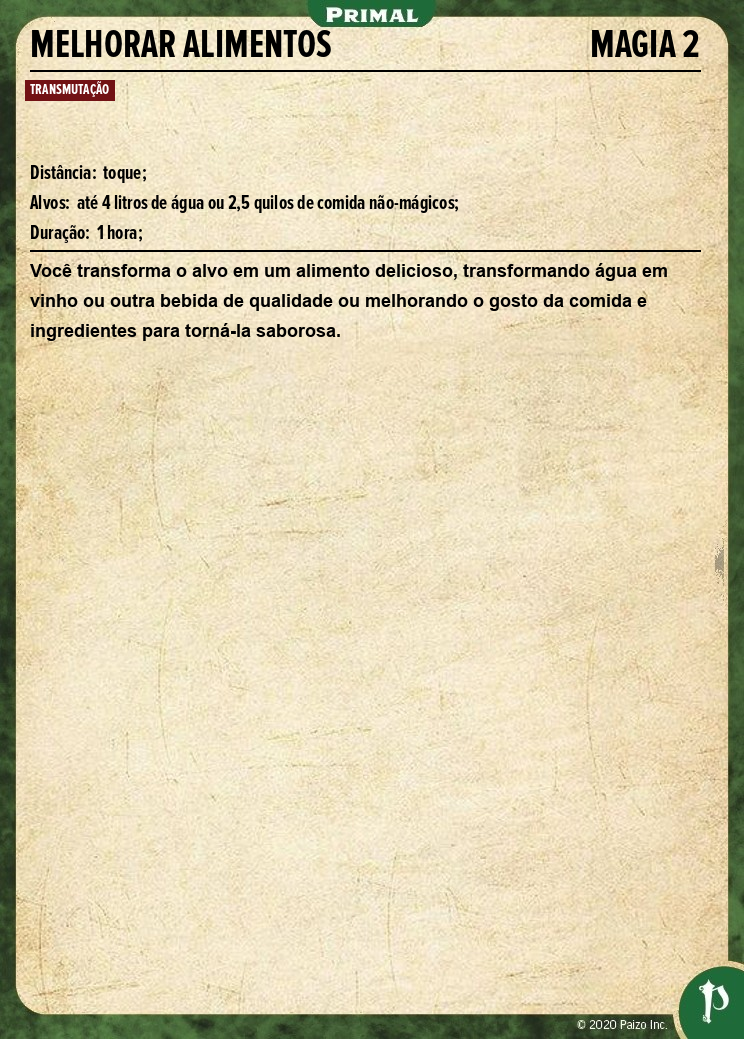 PRIMAL
MELHORAR ALIMENTOS MAGIA 2
TRANSMUTAÇÃO
Distância: toque;
Alvos: até 4 litros de água ou 2,5 quilos de comida não-mágicos;
Duração: 1 hora;
Você transforma o alvo em um alimento delicioso, transformando água em
vinho ou outra bebida de qualidade ou melhorando o gosto da comida e
ingredientes para torná-la saborosa.
© 2020 Paizo Inc.